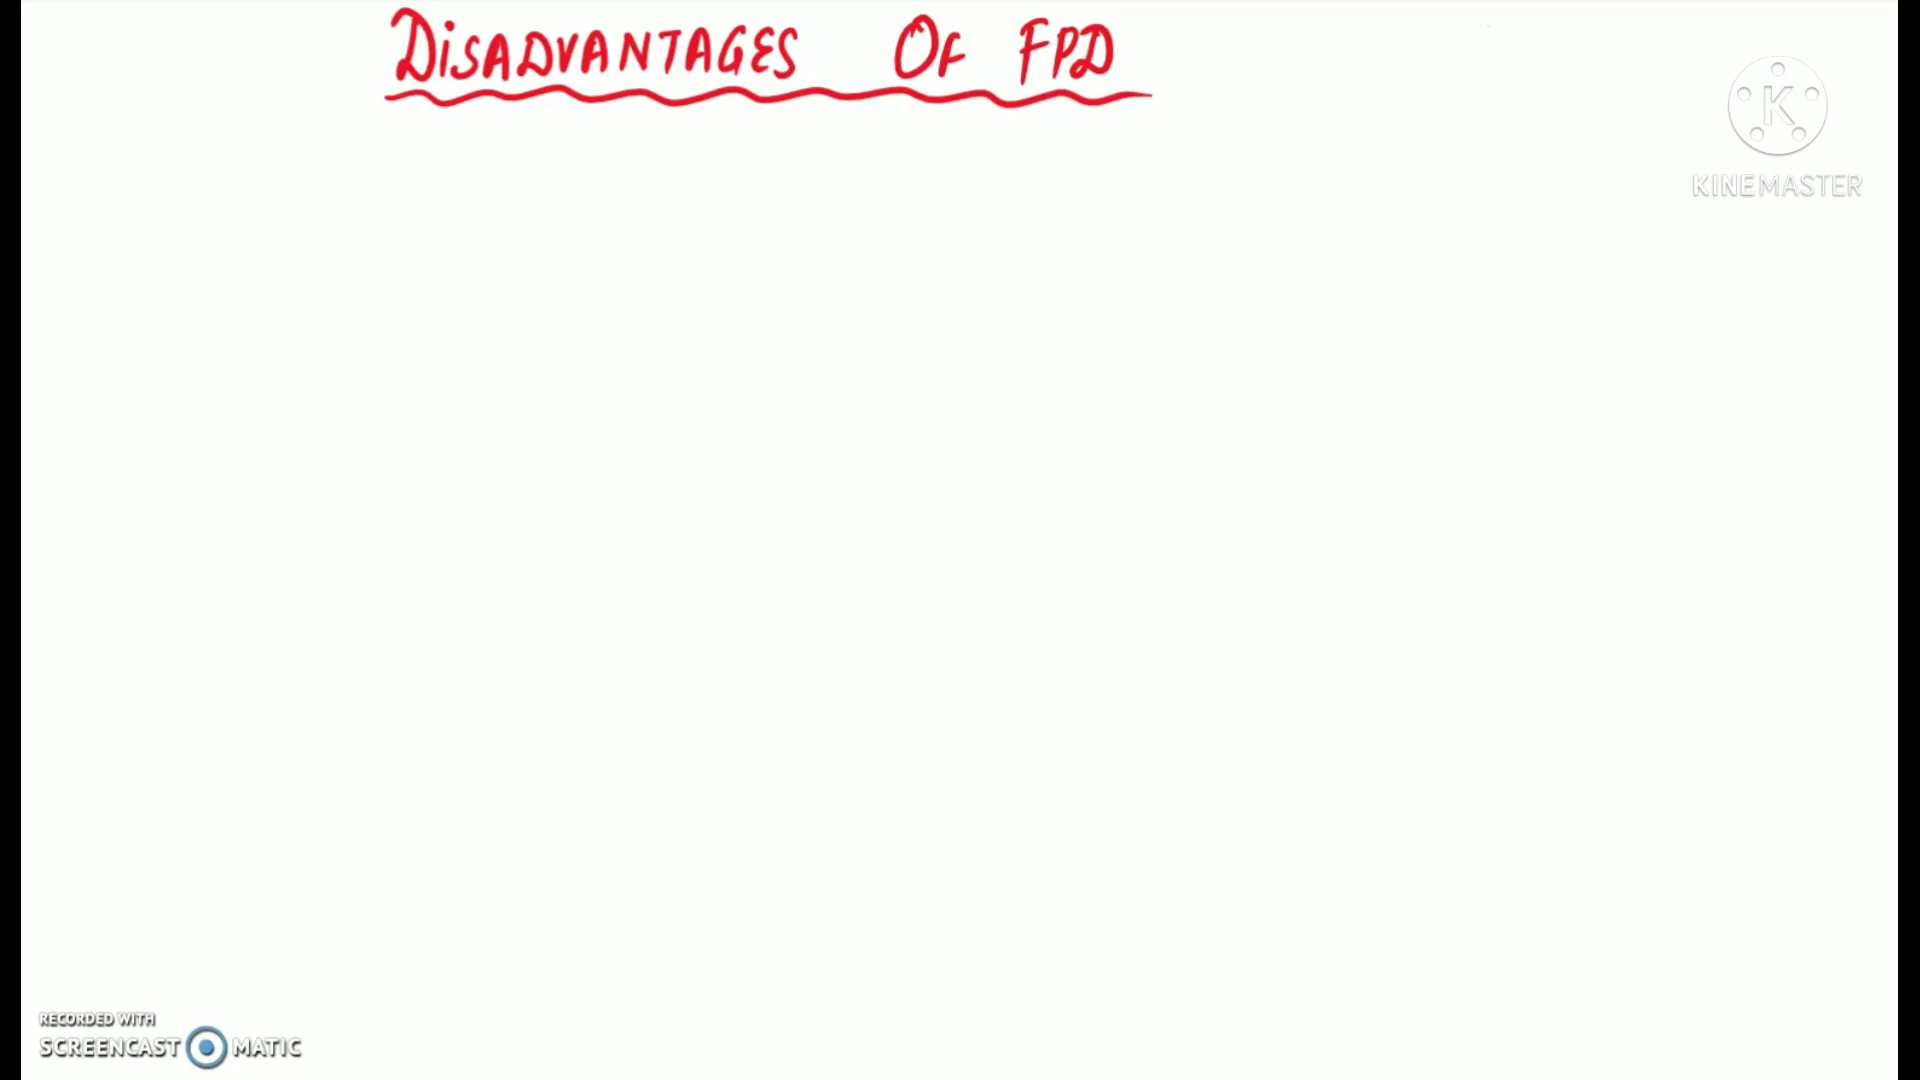 DISADVANTAGES OF FPD
K
KINEMASTER
RECORDED WITH
SCREENCAST MATIC